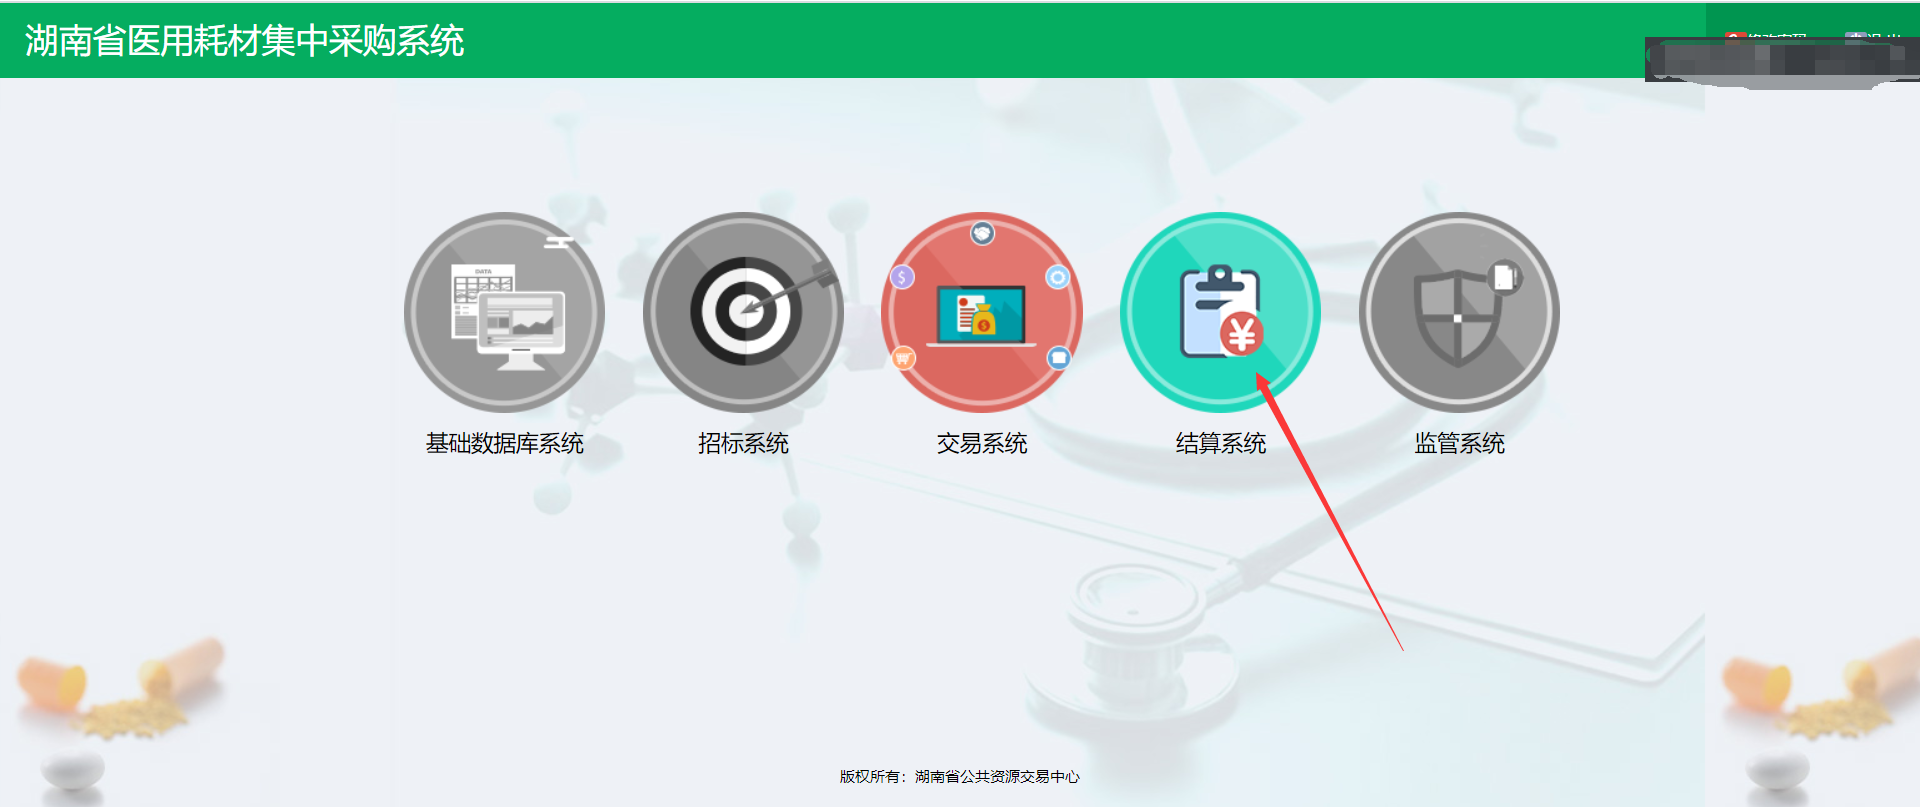 湖南省医用耗材集中采购系统
DATA
基础数据库系统
招标系统
交易系统
结算系统
监管系统
版权所有：湖南省公共资源交易中心